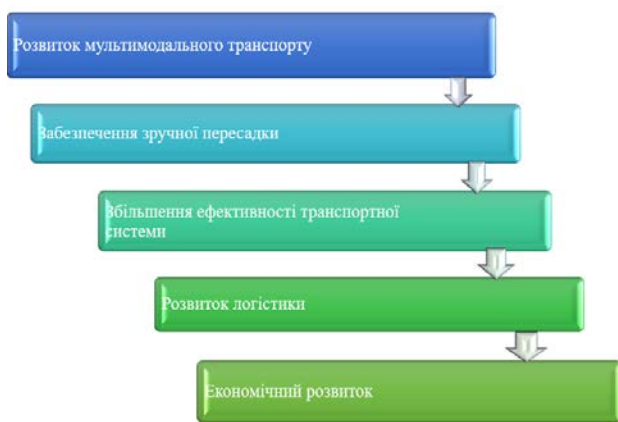 Розвиток мультимодального транспорту
Забезпечення зручної пересадки
Збільшення ефективності транспортної
системи
Розвиток логістики
Економічний розвиток